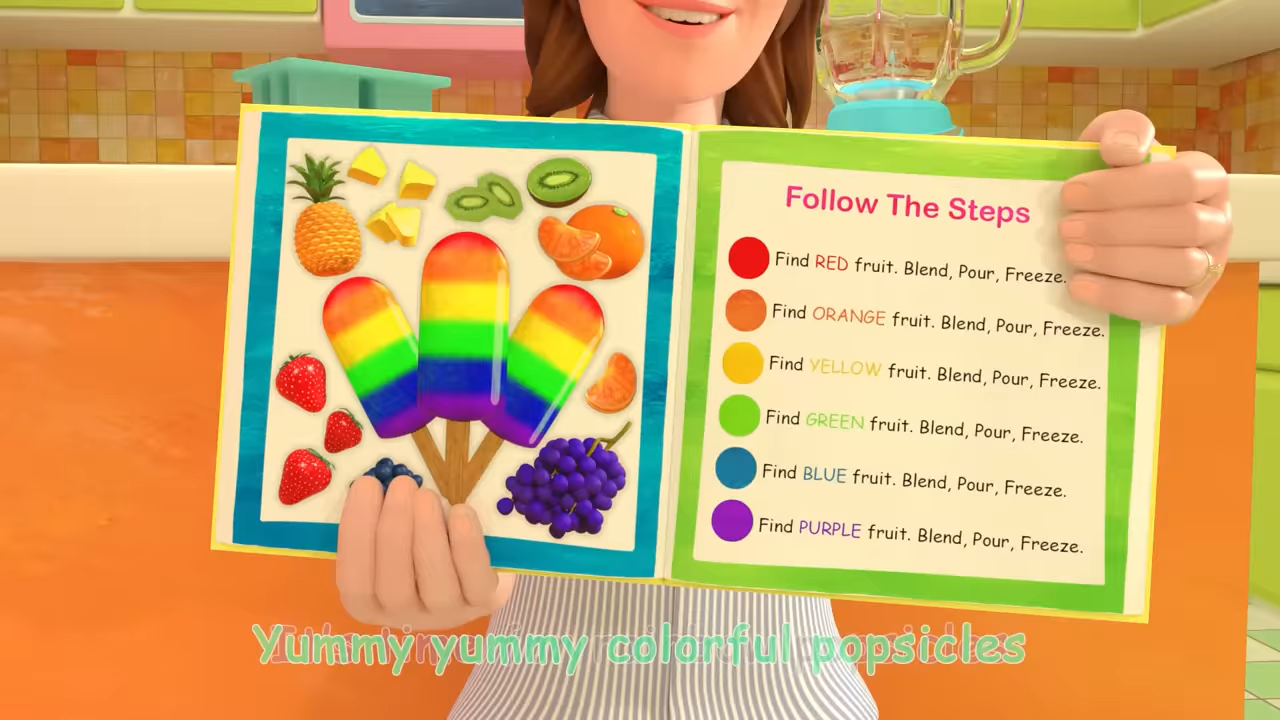 Follow The Steps
Find RED fruit. Blend, Pour, Freeze.
Find ORANGE fruit. Blend, Pour, Freeze.
Find YELLOW fruit. Blend, Pour, Freeze.
Find GREEN fruit. Blend, Pour, Freeze.
Find BLUE fruit. Blend, Pour, Freeze.
Find PURPLE fruit. Blend, Pour, Freeze.
Yummy yummy colorful popsicles